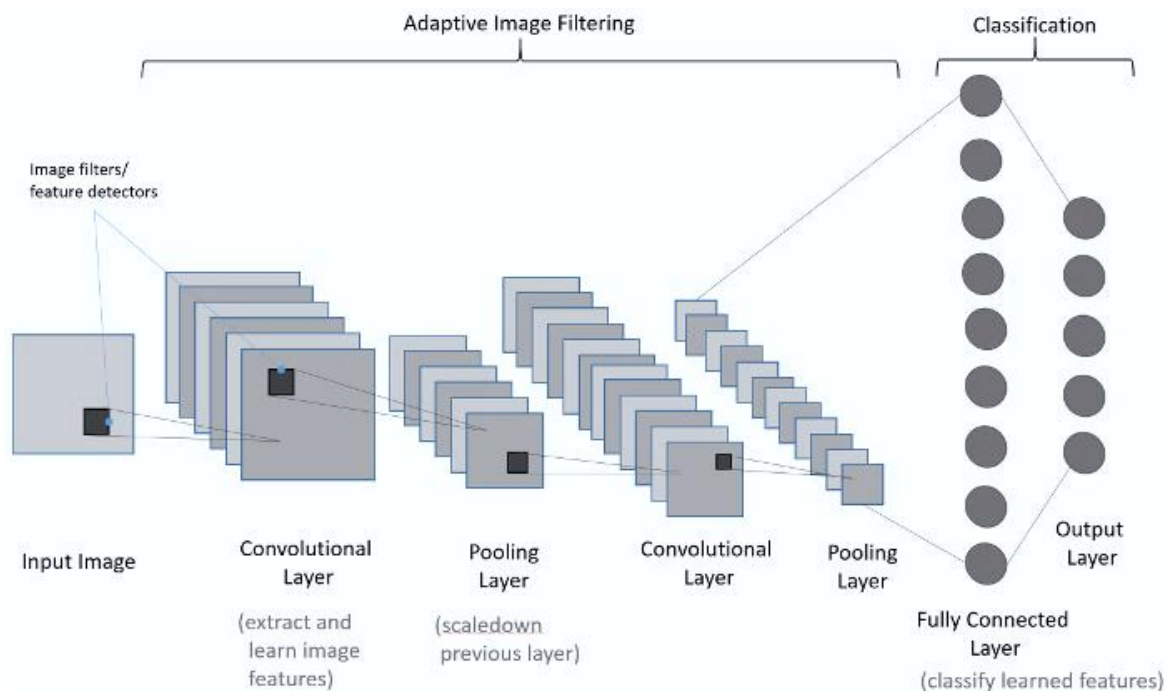 Adaptive Image Filtering
Classification
Image filters/
feature detectors
Input Image
Convolutional
Layer
(extract and
learn image
features)
Pooling
Layer
(scaledown
previous layer)
Convolutional
Layer
Pooling
Layer
Fully Connected
Layer
(classify learned features)
Output
Layer